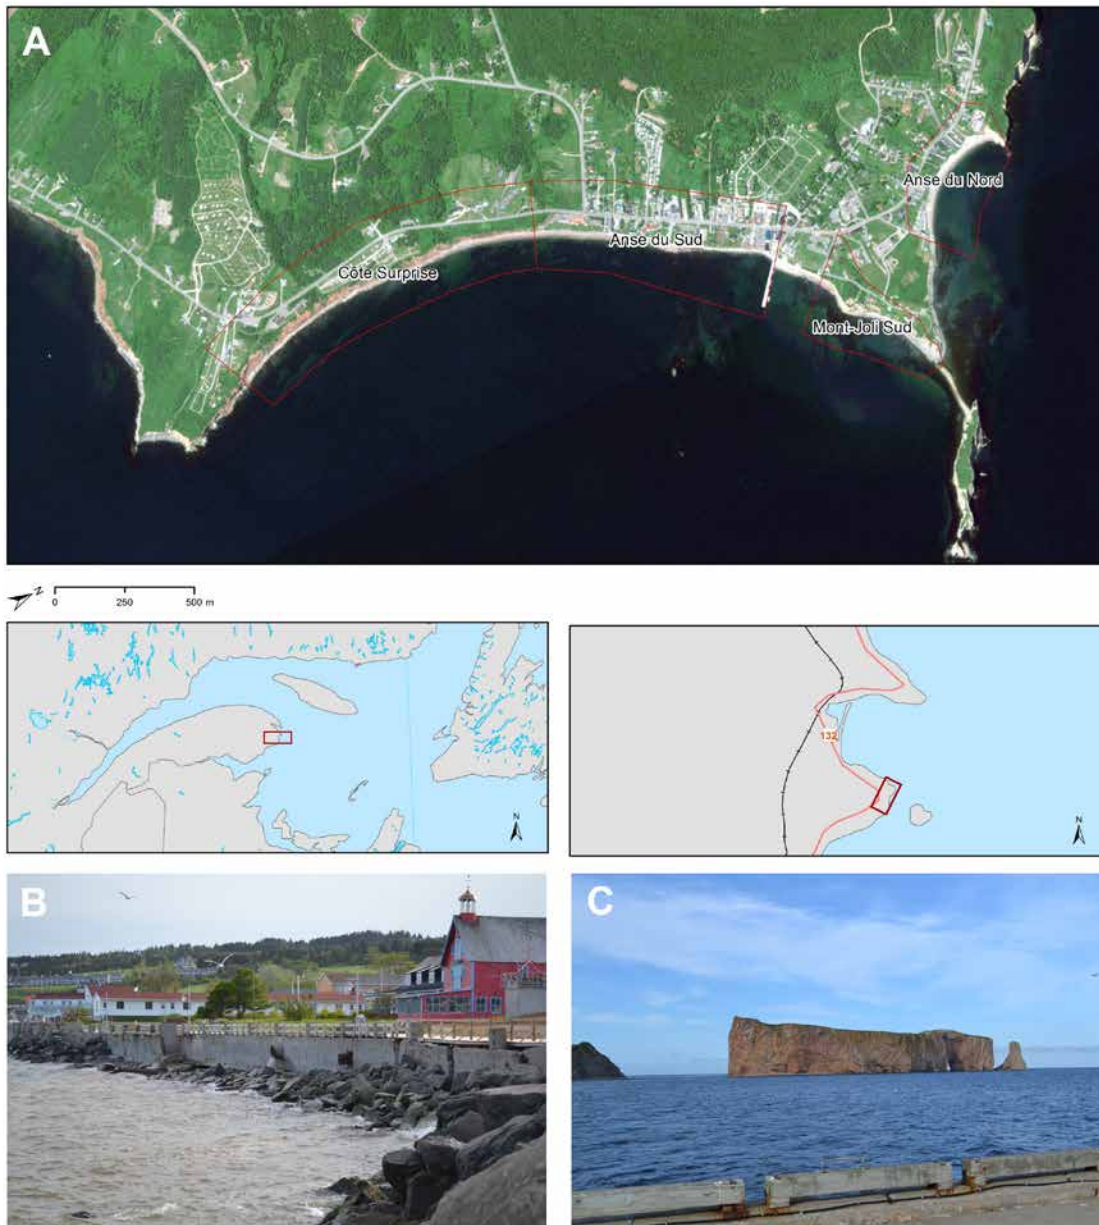 A
Anse du Nord
Anse du Sud
Côte Surprise
Mont-Joli Sud
N
0 250 500 m
N
132
N
B
C